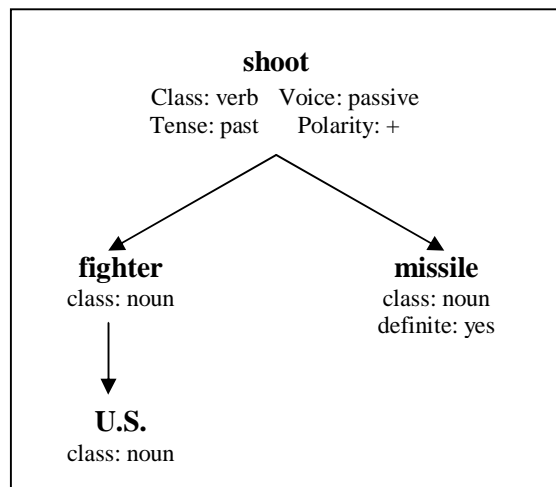 shoot
Class: verb Voice: passive
Tense: past Polarity: +
fighter
class: noun
missile
class: noun
definite: yes
U.S.
class: noun